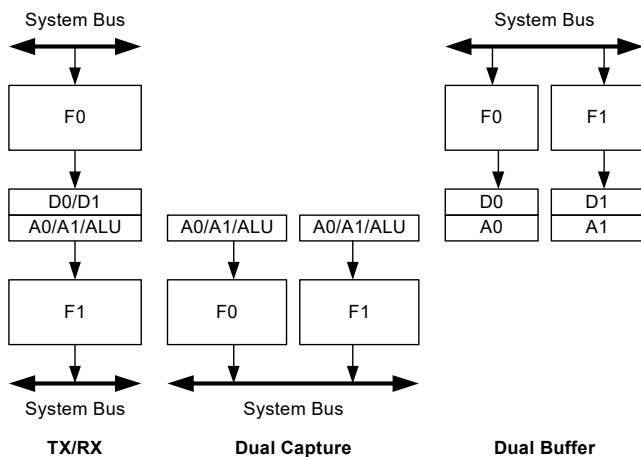 System Bus
F0
D0/D1
A0/A1/ALU
F1
System Bus
TX/RX
A0/A1/ALU
A0/A1/ALU
F0
F1
System Bus
Dual Capture
System Bus
F0
F1
D0
D1
A0
A1
Dual Buffer